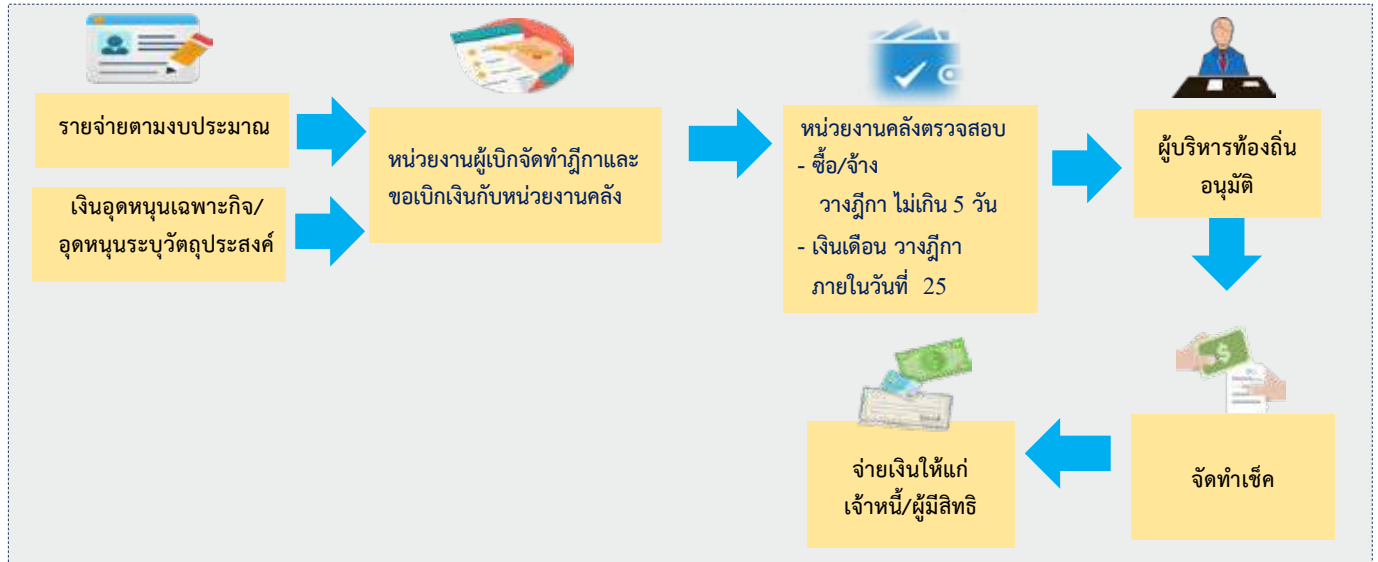 รายจ่ายตามงบประมาณ
เงินอุดหนุนเฉพาะกิจ/
อุดหนุนระบุวัตถุประสงค์
หน่วยงานผู้เบิกจัดทำฎีกาและ
ขอเบิกเงินกับหน่วยงานคลัง
หน่วยงานคลังตรวจสอบ
- ซื้อ/จ้าง
วางฎีกา ไม่เกิน 5 วัน
- เงินเดือน วางฎีกา
ภายในวันที่ 25
ผู้บริหารท้องถิ่น
อนุมัติ
จัดทำเช็ค
จ่ายเงินให้แก่
เจ้าหนี้/ผู้มีสิทธิ